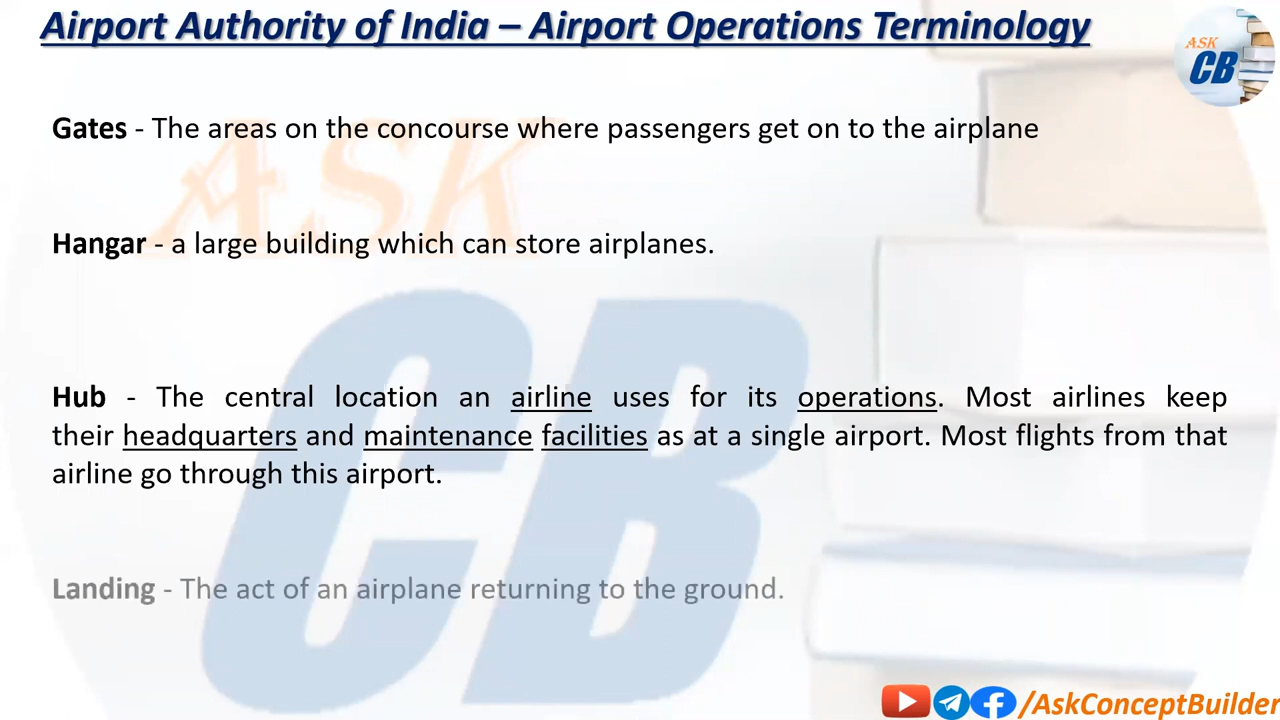 Airport Authority of India – Airport Operations Terminology
ASK
CB
Gates - The areas on the concourse where passengers get on to the airplane
ASK
Hangar - a large building which can store airplanes.
CB
Hub - The central location an airline uses for its operations. Most airlines keep
their headquarters and maintenance facilities as at a single airport. Most flights from that
airline go through this airport.
Landing - The act of an airplane returning to the ground.
/AskConceptBuilder